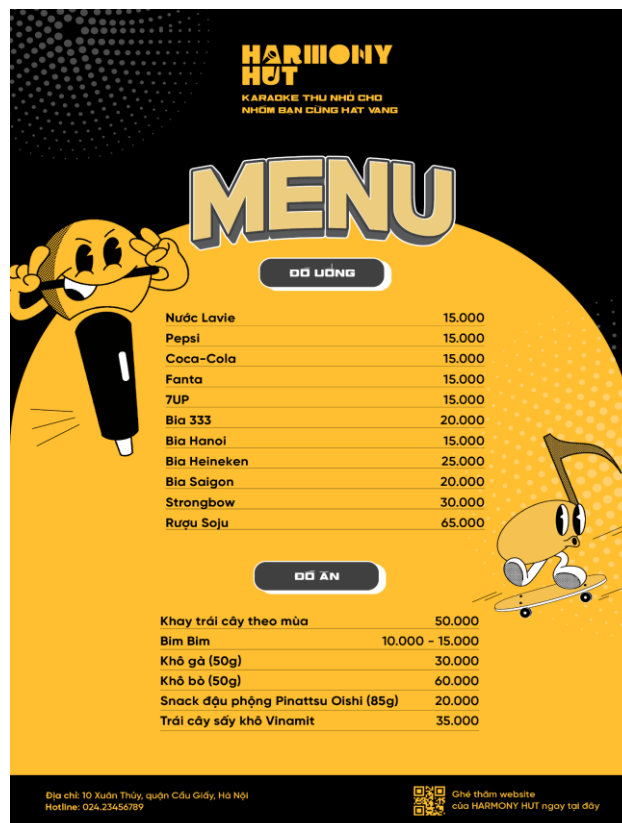 HARMONY
HUT
KARAOKE THU NHỎ CHO
NHÓM BẠN CÙNG HÁT VANG
MENU
ĐỒ UỐNG
Nước Lavie 15.000
Pepsi 15.000
Coca-Cola 15.000
Fanta 15.000
7UP 15.000
Bia 333 20.000
Bia Hanoi 15.000
Bia Heineken 25.000
Bia Saigon 20.000
Strongbow 30.000
Rượu Soju 65.000
ĐỒ ĂN
Khay trái cây theo mùa 50.000
Bim Bim 10.000 - 15.000
Khô gà (50g) 30.000
Khô bò (50g) 60.000
Snack đậu phộng Pinattsu Oishi (85g) 20.000
Trái cây sấy khô Vinamit 35.000
Địa chỉ: 10 Xuân Thủy, quận Cầu Giấy, Hà Nội
Hotline: 024.23456789
Ghé thăm website
của HARMONY HUT ngay tại đây